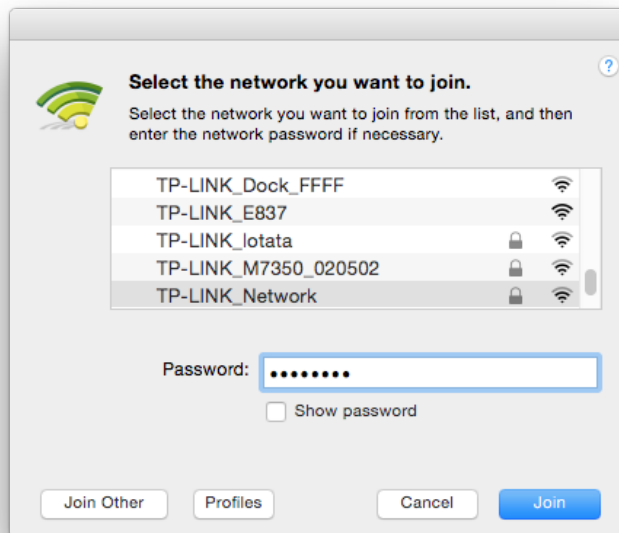 ?
Select the network you want to join.
Select the network you want to join from the list, and then
enter the network password if necessary.
TP-LINK_Dock_FFFF
TP-LINK_E837
TP-LINK_lotata
TP-LINK_M7350_020502
TP-LINK_Network
Password: ••••••••
Show password
Join Other Profiles Cancel Join